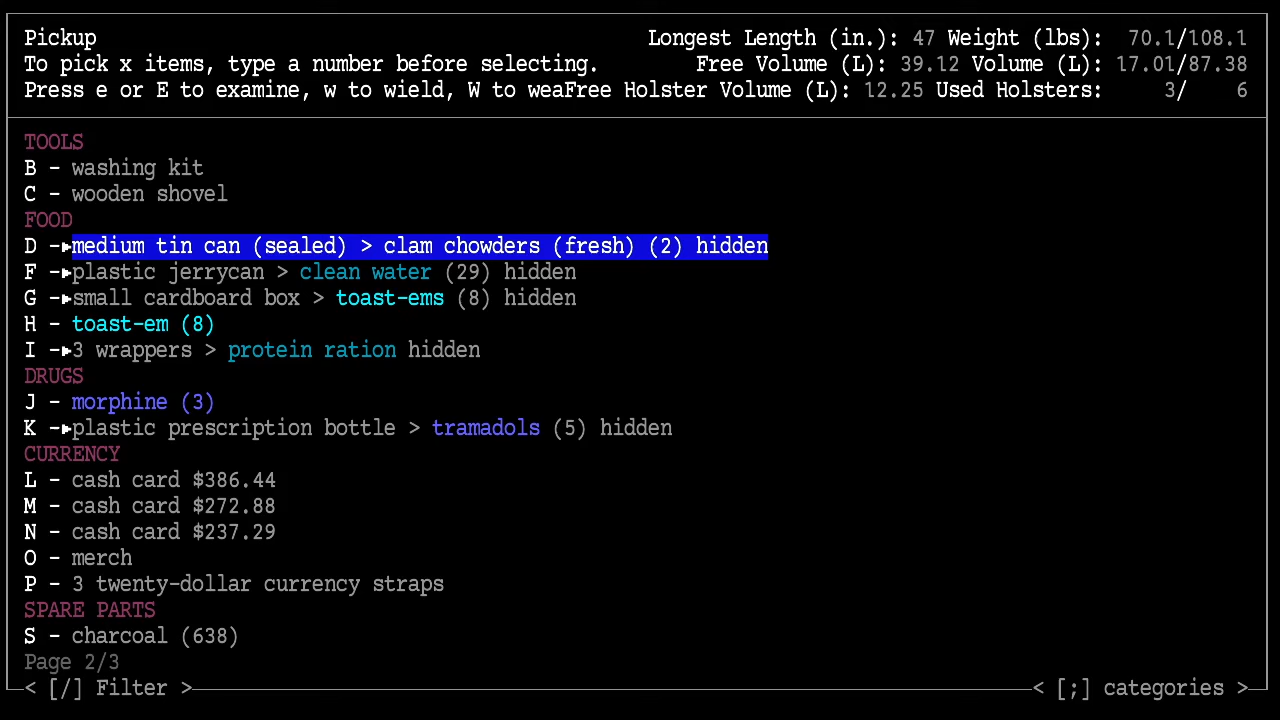 Pickup Longest Length (in.): 47 Weight (lbs): 70.1/108.1
To pick x items, type a number before selecting. Free Volume (L): 39.12 Volume (L): 17.01/87.38
Press e or E to examine, w to wield, W to weaFree Holster Volume (L): 12.25 Used Holsters: 3/ 6
TOOLS
B - washing kit
C - wooden shovel
FOOD
D -▸medium tin can (sealed) > clam chowders (fresh) (2) hidden
F -▸plastic jerrycan > clean water (29) hidden
G -▸small cardboard box > toast-ems (8) hidden
H - toast-em (8)
I -▸3 wrappers > protein ration hidden
DRUGS
J - morphine (3)
K -▸plastic prescription bottle > tramadols (5) hidden
CURRENCY
L - cash card $386.44
M - cash card $272.88
N - cash card $237.29
O - merch
P - 3 twenty-dollar currency straps
SPARE PARTS
S - charcoal (638)
Page 2/3
< [/] Filter > < [;] categories >